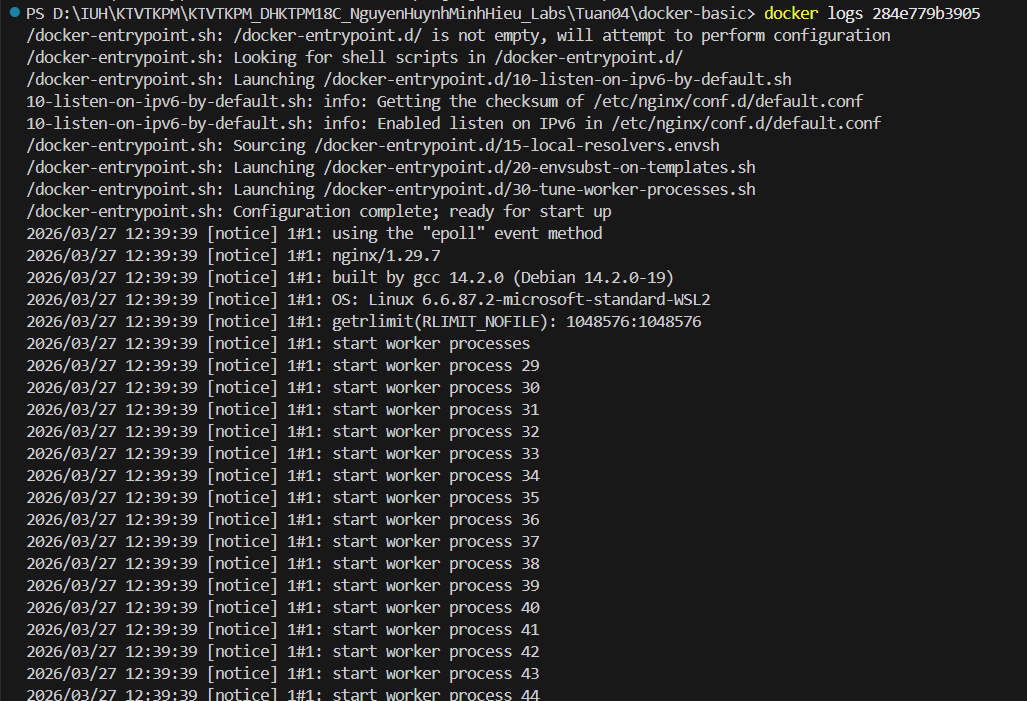 PS D:\IUH\KTVTKPM\KTVTKPM_DHKTPM18C_NguyenHuynhMinhHieu_Labs\Tuan04\docker-basic> docker logs 284e779b3905
/docker-entrypoint.sh: /docker-entrypoint.d/ is not empty, will attempt to perform configuration
/docker-entrypoint.sh: Looking for shell scripts in /docker-entrypoint.d/
/docker-entrypoint.sh: Launching /docker-entrypoint.d/10-listen-on-ipv6-by-default.sh
10-listen-on-ipv6-by-default.sh: info: Getting the checksum of /etc/nginx/conf.d/default.conf
10-listen-on-ipv6-by-default.sh: info: Enabled listen on IPv6 in /etc/nginx/conf.d/default.conf
/docker-entrypoint.sh: Sourcing /docker-entrypoint.d/15-local-resolvers.envsh
/docker-entrypoint.sh: Launching /docker-entrypoint.d/20-envsubst-on-templates.sh
/docker-entrypoint.sh: Launching /docker-entrypoint.d/30-tune-worker-processes.sh
/docker-entrypoint.sh: Configuration complete; ready for start up
2026/03/27 12:39:39 [notice] 1#1: using the "epoll" event method
2026/03/27 12:39:39 [notice] 1#1: nginx/1.29.7
2026/03/27 12:39:39 [notice] 1#1: built by gcc 14.2.0 (Debian 14.2.0-19)
2026/03/27 12:39:39 [notice] 1#1: OS: Linux 6.6.87.2-microsoft-standard-WSL2
2026/03/27 12:39:39 [notice] 1#1: getrlimit(RLIMIT_NOFILE): 1048576:1048576
2026/03/27 12:39:39 [notice] 1#1: start worker processes
2026/03/27 12:39:39 [notice] 1#1: start worker process 29
2026/03/27 12:39:39 [notice] 1#1: start worker process 30
2026/03/27 12:39:39 [notice] 1#1: start worker process 31
2026/03/27 12:39:39 [notice] 1#1: start worker process 32
2026/03/27 12:39:39 [notice] 1#1: start worker process 33
2026/03/27 12:39:39 [notice] 1#1: start worker process 34
2026/03/27 12:39:39 [notice] 1#1: start worker process 35
2026/03/27 12:39:39 [notice] 1#1: start worker process 36
2026/03/27 12:39:39 [notice] 1#1: start worker process 37
2026/03/27 12:39:39 [notice] 1#1: start worker process 38
2026/03/27 12:39:39 [notice] 1#1: start worker process 39
2026/03/27 12:39:39 [notice] 1#1: start worker process 40
2026/03/27 12:39:39 [notice] 1#1: start worker process 41
2026/03/27 12:39:39 [notice] 1#1: start worker process 42
2026/03/27 12:39:39 [notice] 1#1: start worker process 43
2026/03/27 12:39:39 [notice] 1#1: start worker process 44